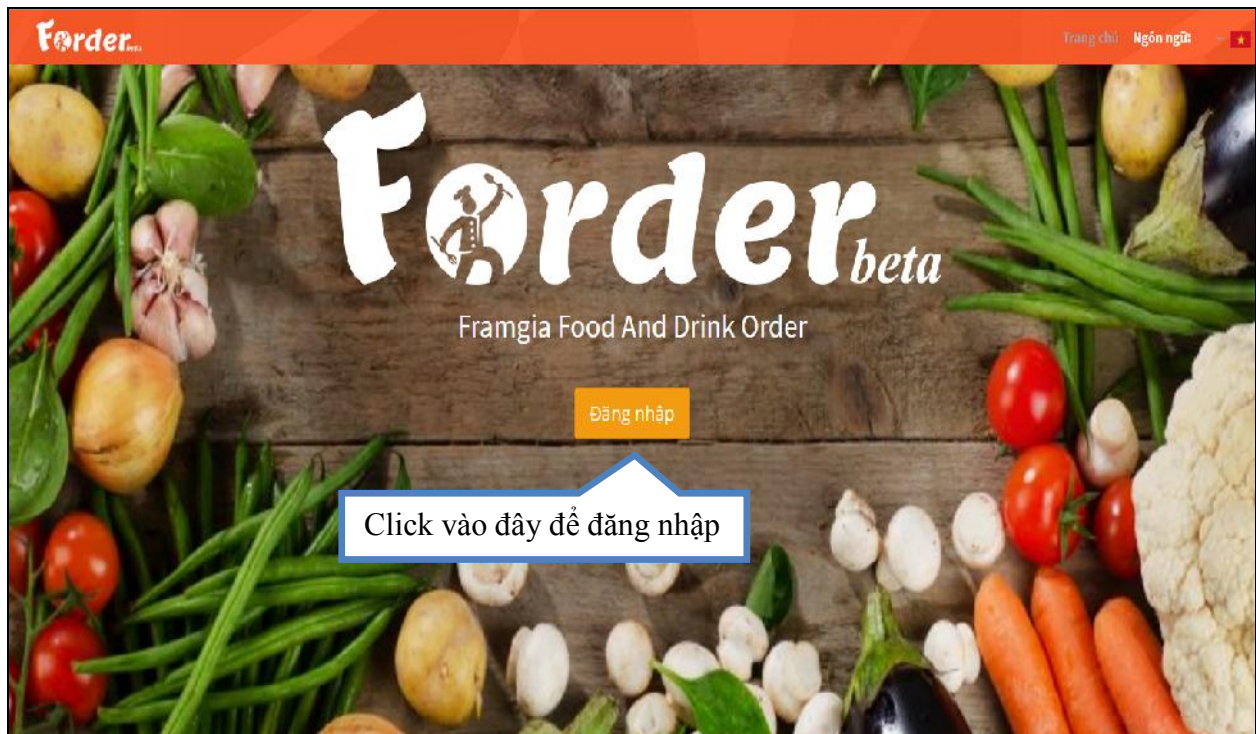 Forder beta
Trang chủ Ngôn ngữ:
Forder beta
Framgia Food And Drink Order
Đăng nhập
Click vào đây để đăng nhập